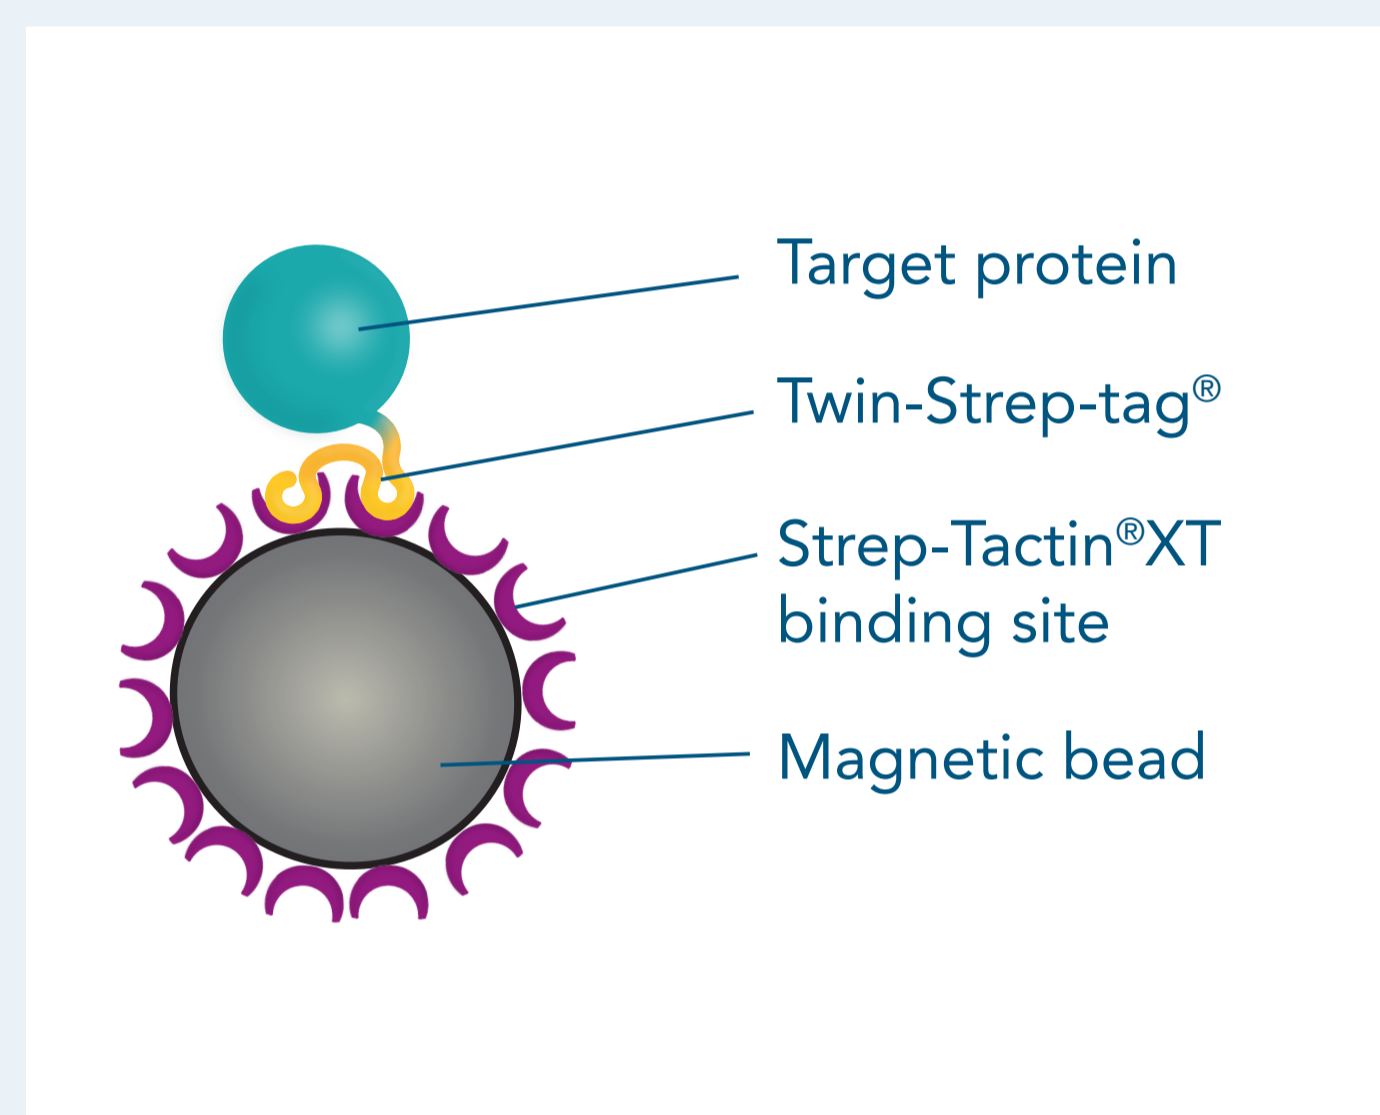 Target protein
Twin-Strep-tag®
Strep-Tactin®XT
binding site
Magnetic bead